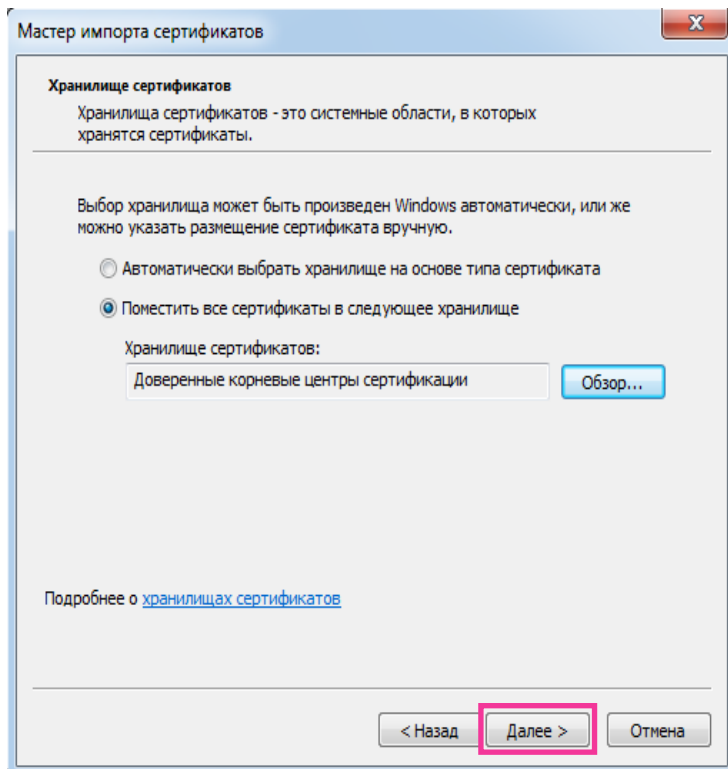 Мастер импорта сертификатов
Хранилище сертификатов
Хранилища сертификатов - это системные области, в которых
хранятся сертификаты.
Выбор хранилища может быть произведен Windows автоматически, или же
можно указать размещение сертификата вручную.
Автоматически выбрать хранилище на основе типа сертификата
Поместить все сертификаты в следующее хранилище
Хранилище сертификатов:
Доверенные корневые центры сертификации
Обзор...
Подробнее о хранилищах сертификатов
< Назад
Далее >
Отмена